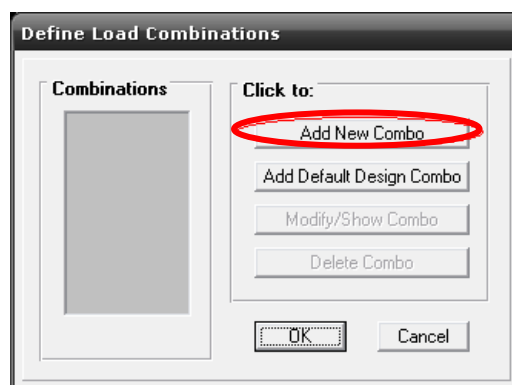 Define Load Combinations
Combinations
Click to:
Add New Combo
Add Default Design Combo
Modify/Show Combo
Delete Combo
OK
Cancel